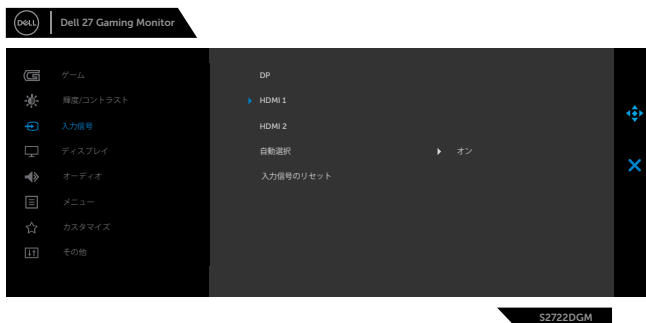 DELL
Dell 27 Gaming Monitor
ゲーム
輝度/コントラスト
入力信号
ディスプレイ
オーディオ
メニュー
カスタマイズ
その他
DP
HDMI 1
HDMI 2
自動選択 オン
入力信号のリセット
S2722DGM